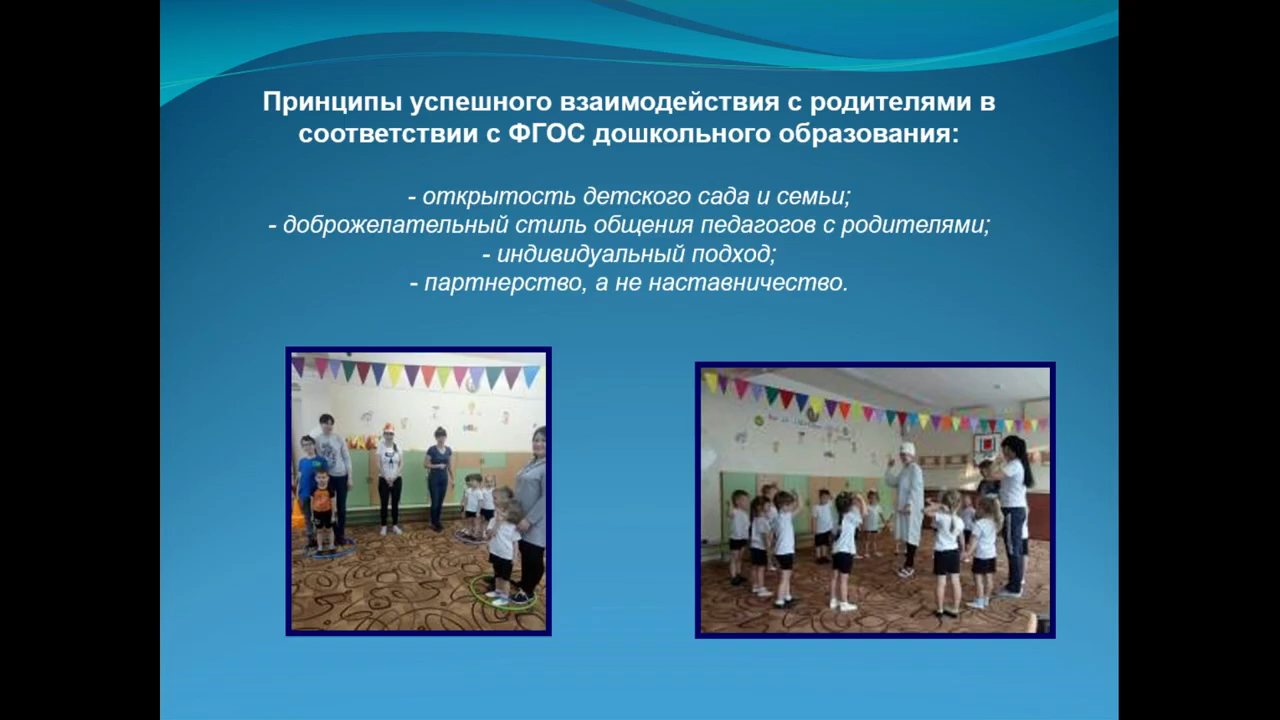 Принципы успешного взаимодействия с родителями в
соответствии с ФГОС дошкольного образования:
- открытость детского сада и семьи;
- доброжелательный стиль общения педагогов с родителями;
- индивидуальный подход;
- партнерство, а не наставничество.